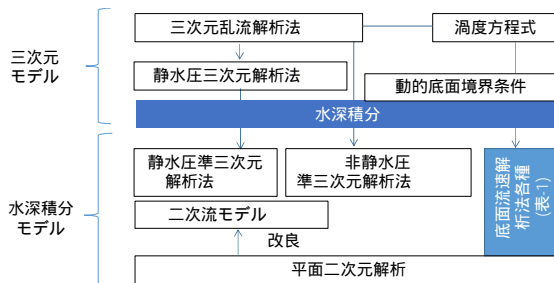 三次元
モデル
三次元乱流解析法
渦度方程式
静水圧三次元解析法
動的底面境界条件
水深積分
水深積分
モデル
静水圧準三次元
解析法
非静水圧
準三次元解析法
底面流速解
析法各種
(表-1)
二次流モデル
改良
平面二次元解析